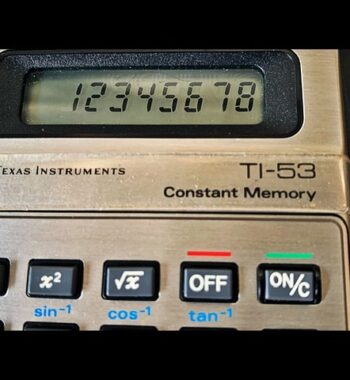 12345678
TEXAS INSTRUMENTS TI-53
Constant Memory
x² √x OFF ON/C
sin⁻¹ cos⁻¹ tan⁻¹